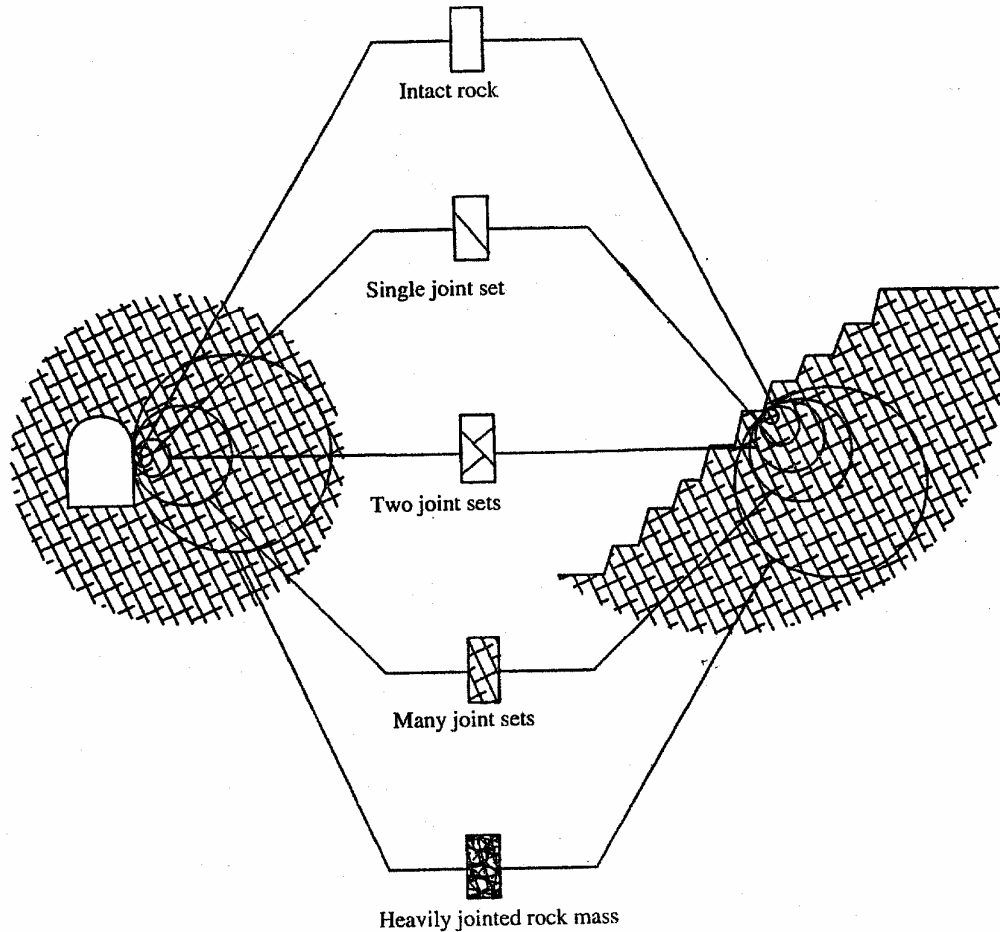 Intact rock
Single joint set
Two joint sets
Many joint sets
Heavily jointed rock mass